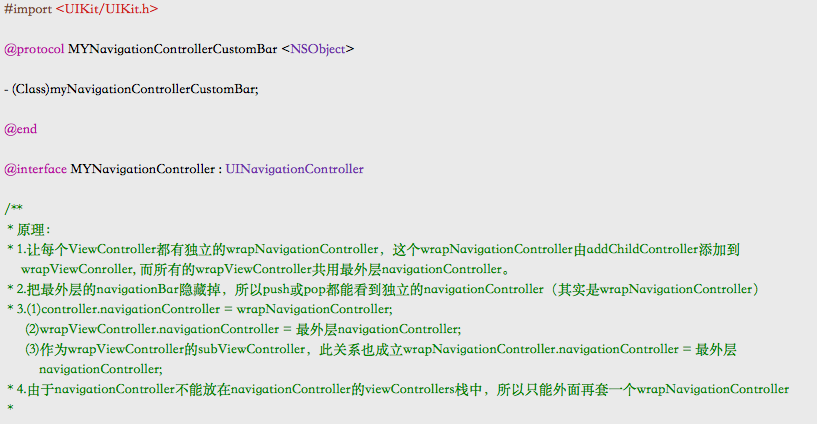 #import <UIKit/UIKit.h>
@protocol MYNavigationControllerCustomBar <NSObject>
- (Class)myNavigationControllerCustomBar;
@end
@interface MYNavigationController : UINavigationController
/**
* 原理：
* 1.让每个ViewController都有独立的wrapNavigationController，这个wrapNavigationController由addChildController添加到
wrapViewConroller, 而所有的wrapViewController共用最外层navigationController。
* 2.把最外层的navigationBar隐藏掉，所以push或pop都能看到独立的navigationController（其实是wrapNavigationController）
* 3.(1)controller.navigationController = wrapNavigationController;
(2)wrapViewController.navigationController = 最外层navigationController;
(3)作为wrapViewController的subViewController，此关系也成立wrapNavigationController.navigationController = 最外层
navigationController;
* 4.由于navigationController不能放在navigationController的viewControllers栈中，所以只能外面再套一个wrapNavigationController
*